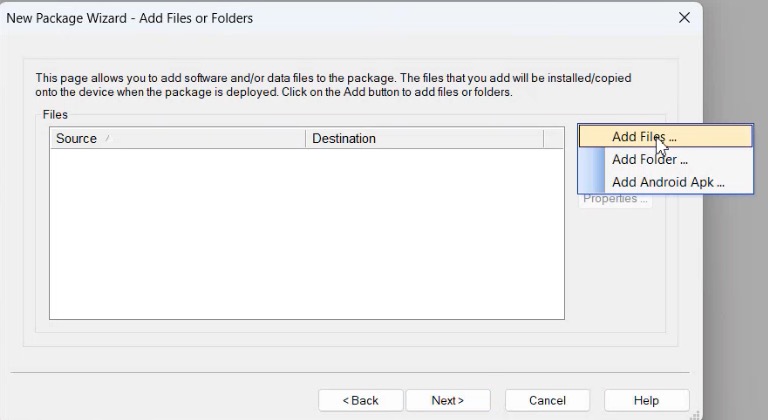 New Package Wizard - Add Files or Folders
This page allows you to add software and/or data files to the package. The files that you add will be installed/copied
onto the device when the package is deployed. Click on the Add button to add files or folders.
Files
Source
Destination
Add Files ...
Add Folder ...
Add Android Apk ...
Properties ...
< Back
Next >
Cancel
Help